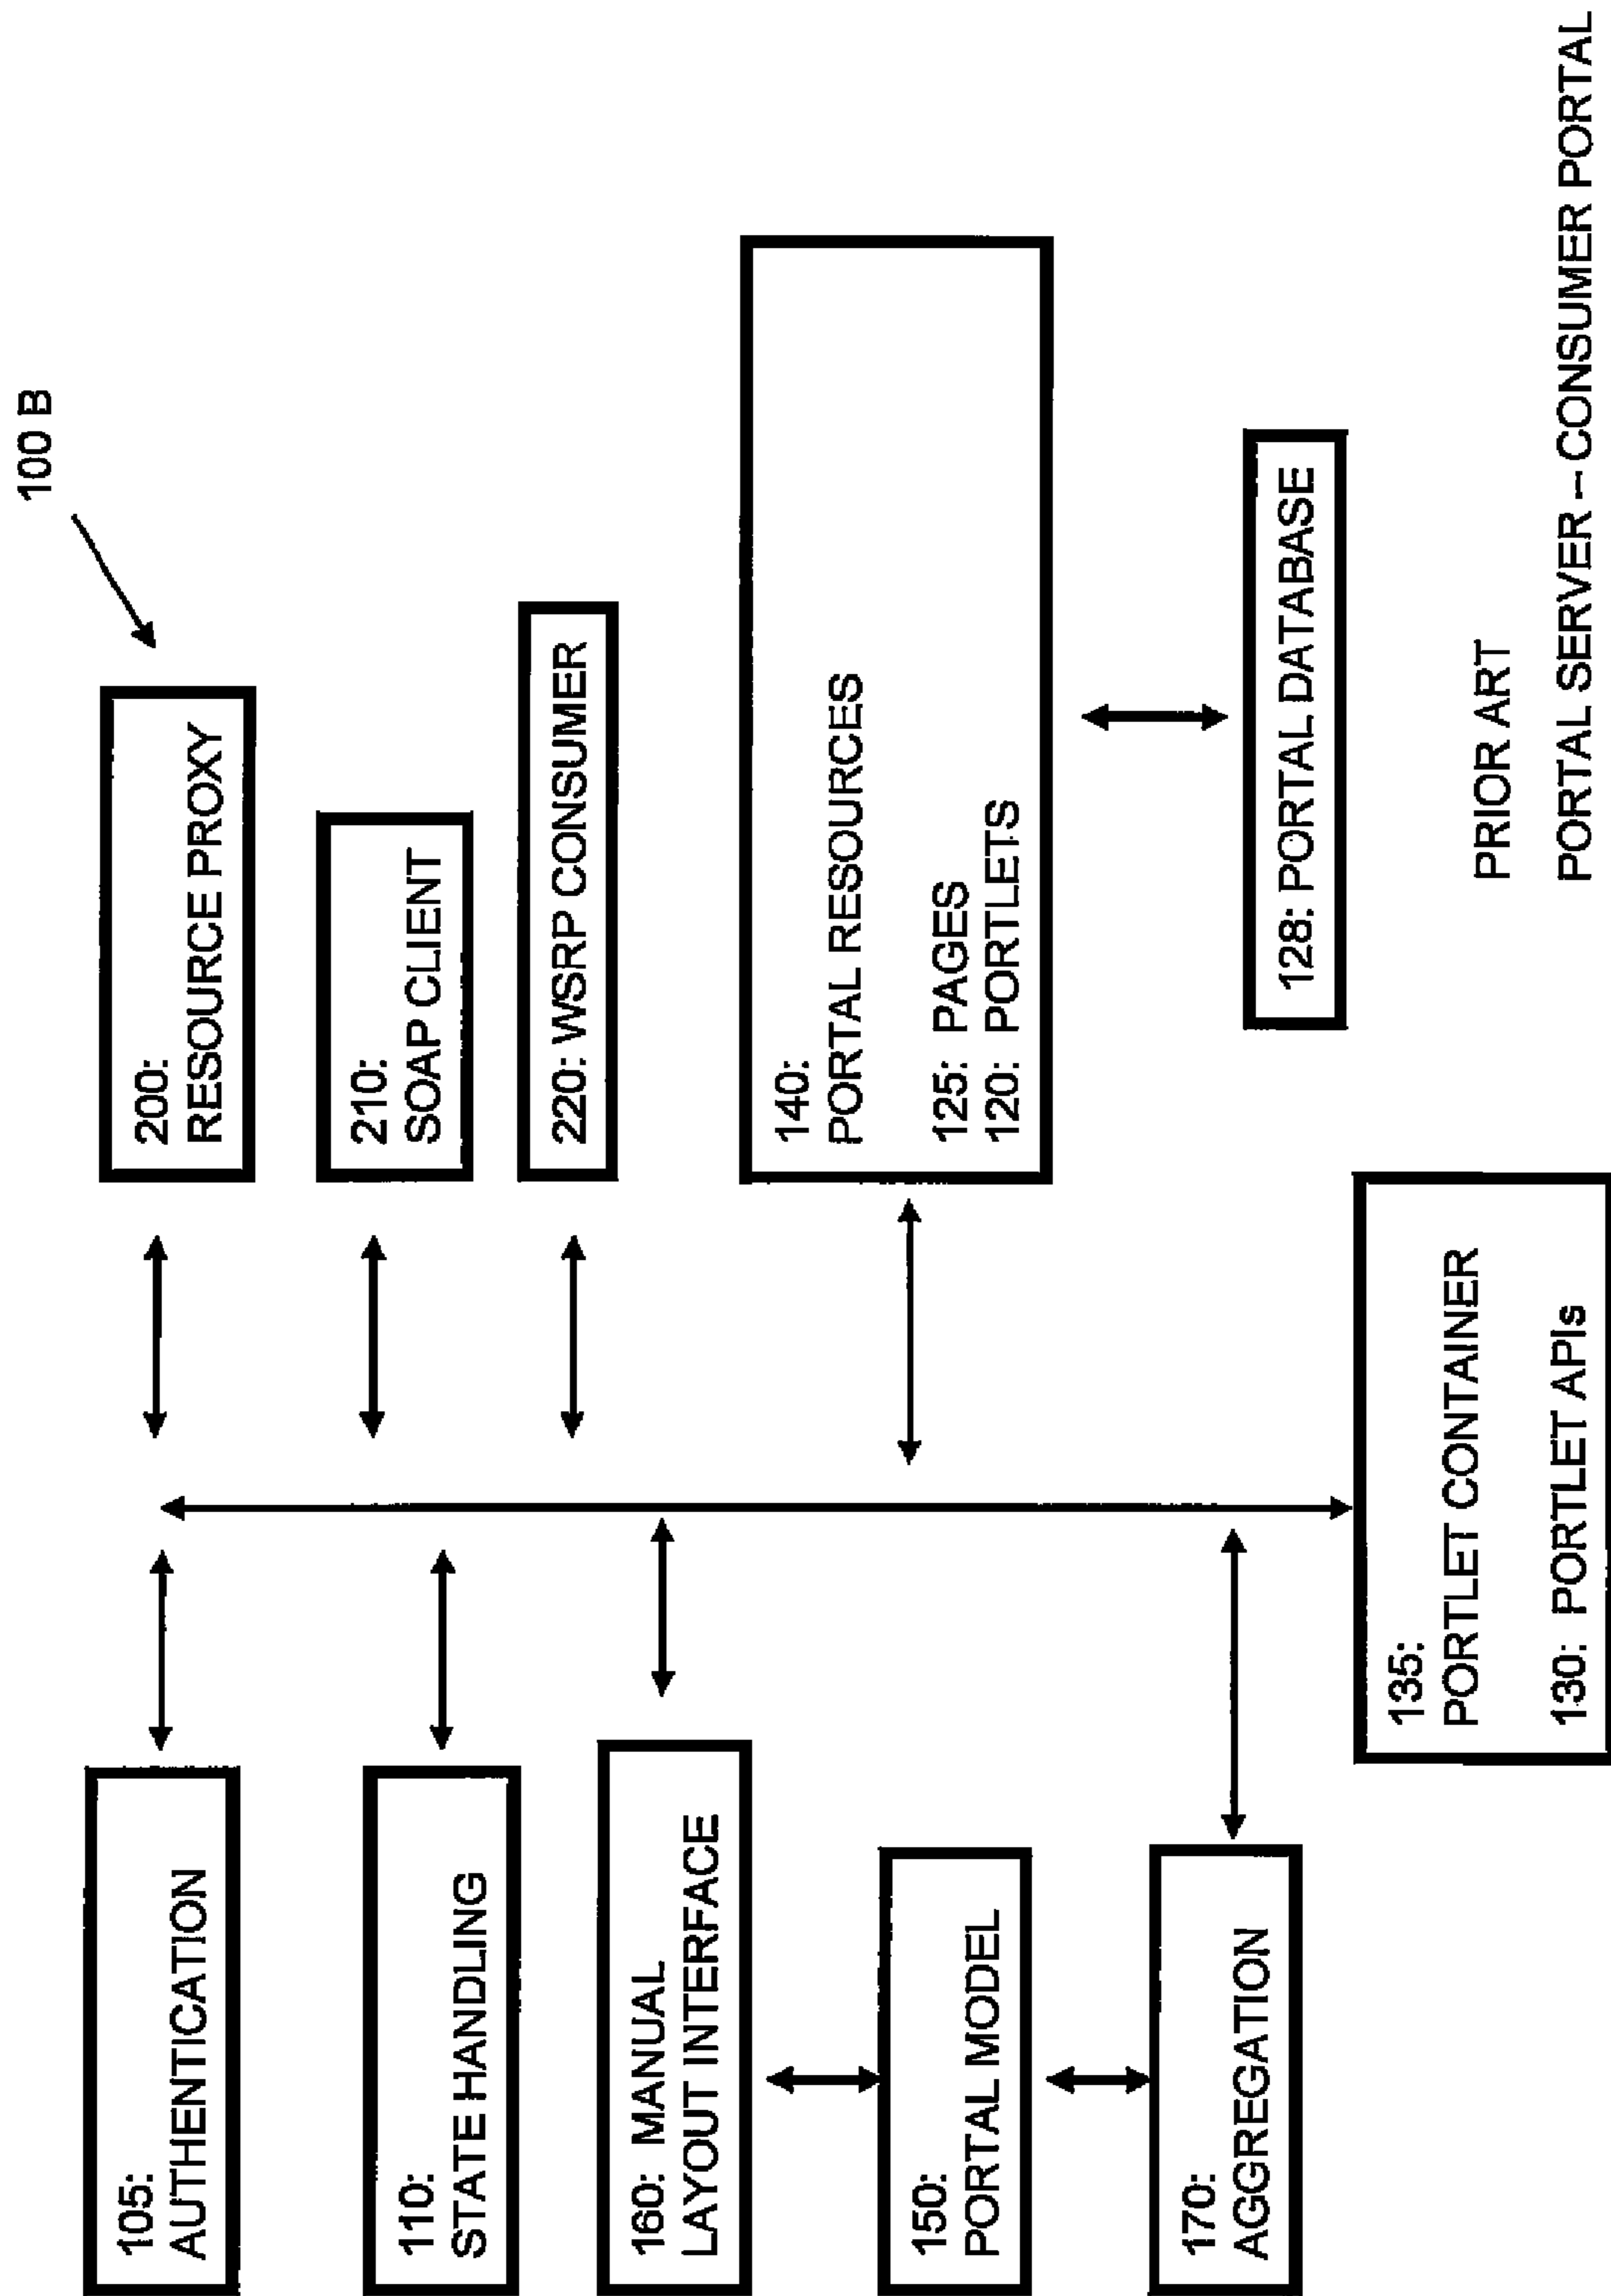 100 B
105:
AUTHENTICATION
110:
STATE HANDLING
160: MANUAL
LAYOUT INTERFACE
150:
PORTAL MODEL
170:
AGGREGATION
200:
RESOURCE PROXY
210:
SOAP CLIENT
220: WSRP CONSUMER
140:
PORTAL RESOURCES
125: PAGES
120: PORTLETS
128: PORTAL DATABASE
135:
PORTLET CONTAINER
130: PORTLET APIs
PRIOR ART
PORTAL SERVER -- CONSUMER PORTAL